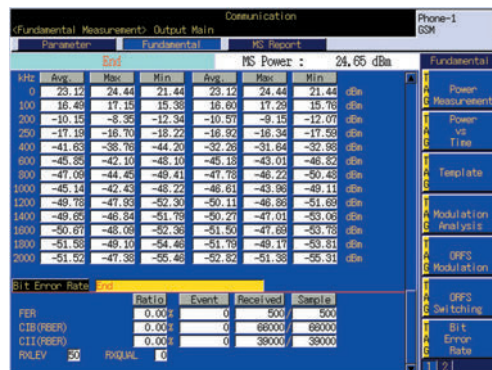 Communication
Phone-1
<Fundamental Measurement> Output Main
GSM
Parameter Fundamental MS Report
End MS Power : 24.65 dBm Fundamental
kHz Avg. Max Min Avg. Max Min
0 23.12 24.44 21.44 23.12 24.44 21.44 dBm
100 16.49 17.15 15.38 16.60 17.29 15.76 dBm
200 -10.15 -8.35 -12.34 -10.57 -9.15 -12.07 dBm
250 -17.19 -16.70 -18.22 -16.92 -16.34 -17.59 dBm
400 -41.63 -38.76 -44.20 -32.26 -31.64 -32.98 dBm
600 -45.85 -42.10 -48.10 -45.18 -43.01 -46.82 dBm
800 -47.09 -44.45 -49.41 -47.78 -46.22 -50.48 dBm
1000 -45.14 -42.43 -48.22 -46.61 -43.96 -49.11 dBm
1200 -49.78 -47.93 -52.30 -50.11 -46.86 -51.69 dBm
1400 -49.65 -46.84 -51.79 -50.27 -47.01 -53.06 dBm
1600 -50.67 -48.09 -52.36 -51.50 -47.69 -53.78 dBm
1800 -51.58 -49.10 -54.46 -51.79 -49.17 -53.81 dBm
2000 -51.52 -47.38 -55.46 -52.82 -51.38 -55.31 dBm
Bit Error Rate End
Ratio Event Received Sample
FER 0.00% 0 500/ 500
CIB(RBER) 0.00% 0 66000/ 66000
CII(RBER) 0.00% 0 39000/ 39000
RXLEV 50 RXQUAL 0
TAG Power Measurement
TAG Power vs Time
TAG Template
TAG Modulation Analysis
TAG ORFS Modulation
TAG ORFS Switching
TAG Bit Error Rate
1 2